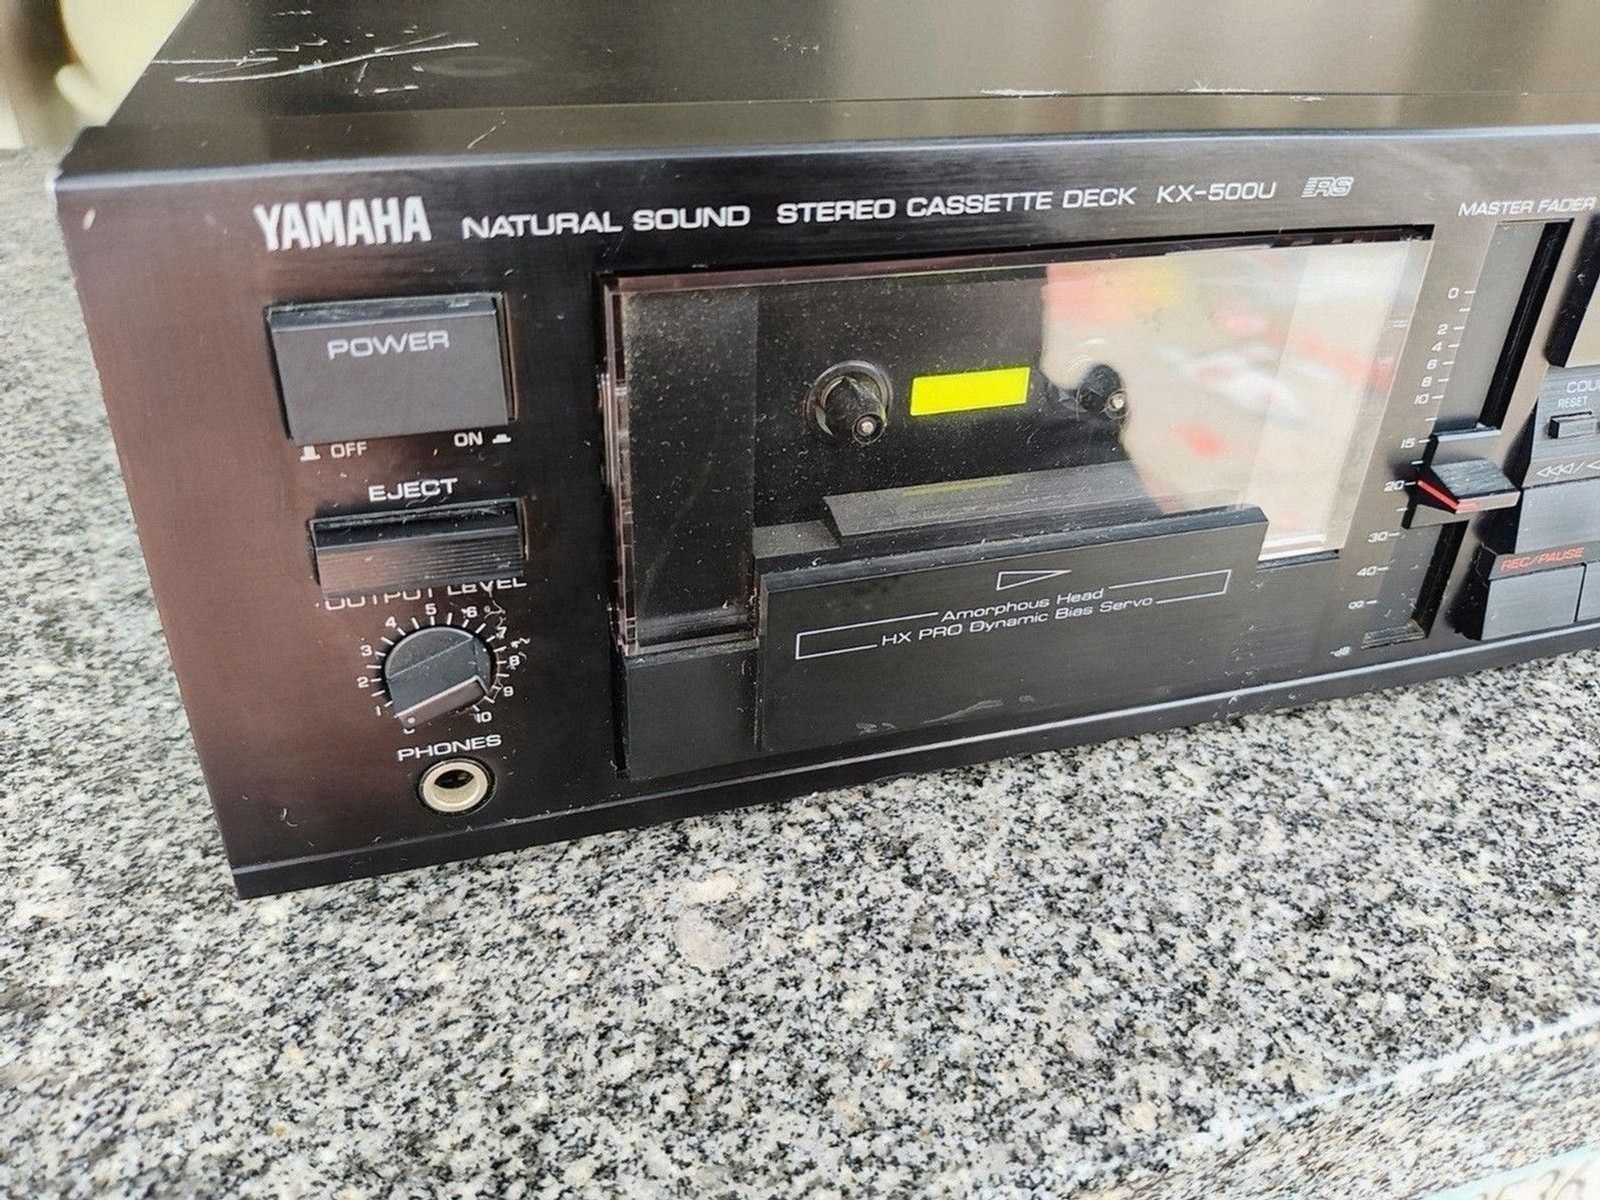 YAMAHA NATURAL SOUND STEREO CASSETTE DECK KX-500U RS
MASTER FADER
POWER
OFF ON
EJECT
OUTPUT LEVEL
1 2 3 4 5 6 7 8 9 10
PHONES
Amorphous Head
HX PRO Dynamic Bias Servo
0
2
4
6
8
10
15
20
30
40
∞
-dB
RESET
REC/PAUSE